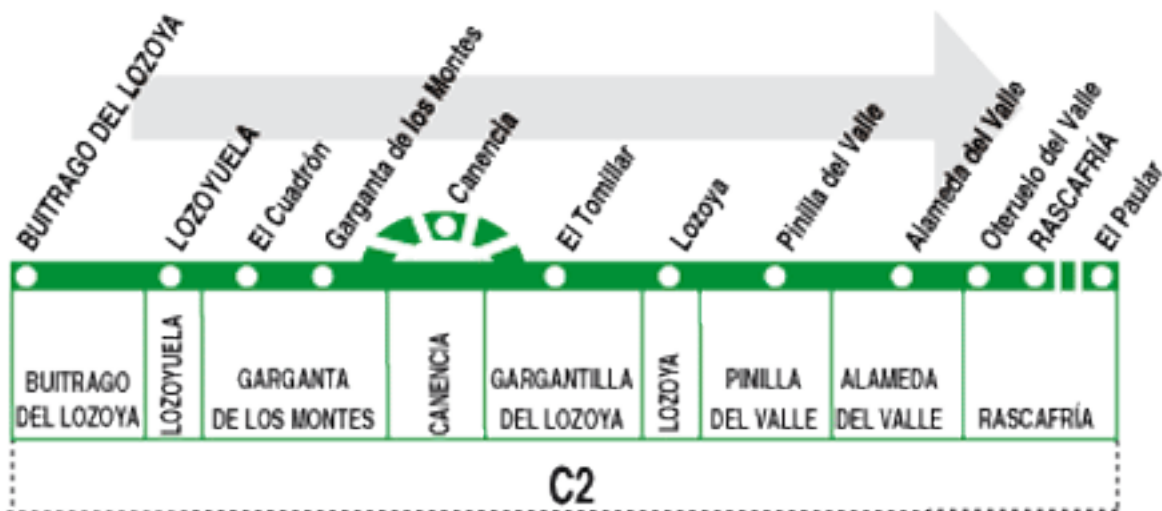 BUITRAGO DEL LOZOYA
LOZOYUELA
El Cuadrón
Garganta de los Montes
Canencia
El Tomillar
Lozoya
Pinilla del Valle
Alameda del Valle
Oteruelo del Valle
RASCAFRÍA
El Paular
BUITRAGO
DEL LOZOYA
LOZOYUELA
GARGANTA
DE LOS MONTES
CANENCIA
GARGANTILLA
DEL LOZOYA
LOZOYA
PINILLA
DEL VALLE
ALAMEDA
DEL VALLE
RASCAFRÍA
C2